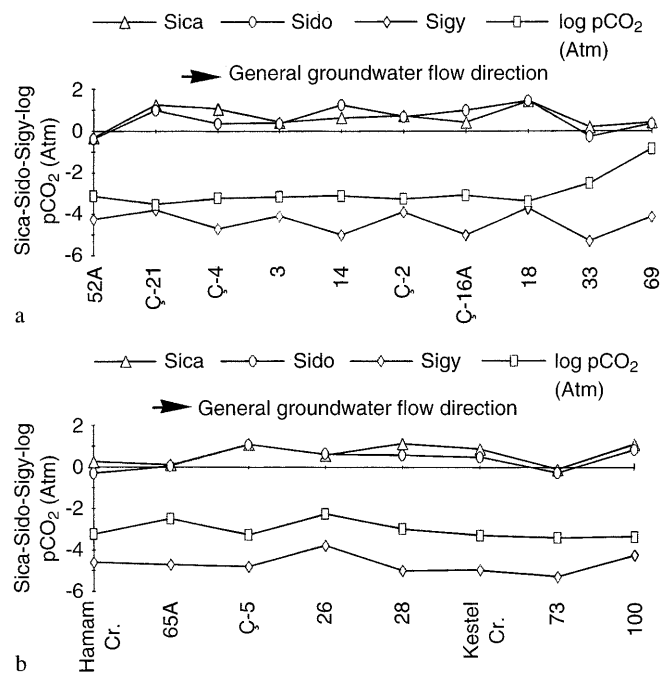 Sica Sido Sigy log pCO₂
(Atm)
General groundwater flow direction
Sica-Sido-Sigy-log
pCO₂ (Atm)
2
0
-2
-4
-6
52A Ç-21 Ç-4 3 14 Ç-2 Ç-16A 18 33 69
a
Sica Sido Sigy log pCO₂
(Atm)
General groundwater flow direction
Sica-Sido-Sigy-log
pCO₂ (Atm)
2
0
-2
-4
-6
Hamam
Cr.
65A Ç-5 26 28
Kestel
Cr.
73 100
b